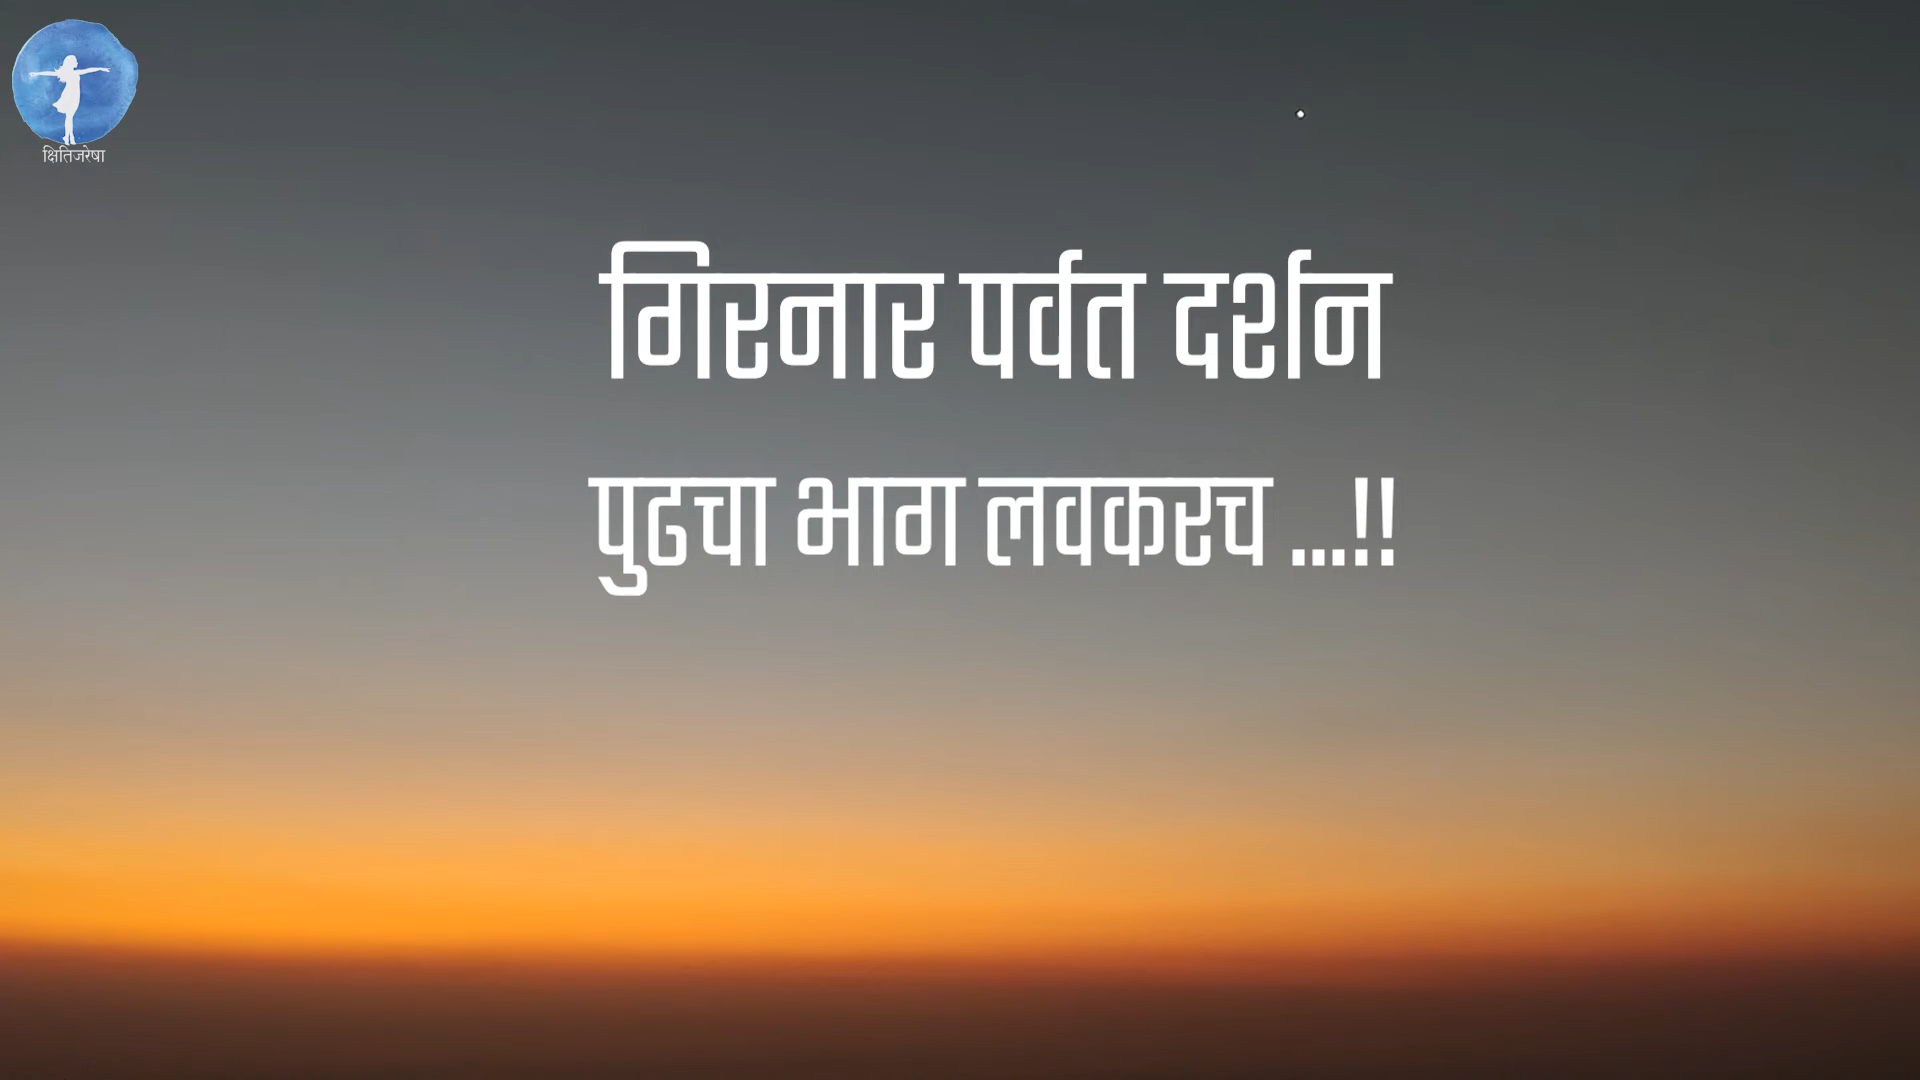 क्षितिजरेषा
गिरनार पर्वत दर्शन
पुढचा भाग लवकरच ...!!